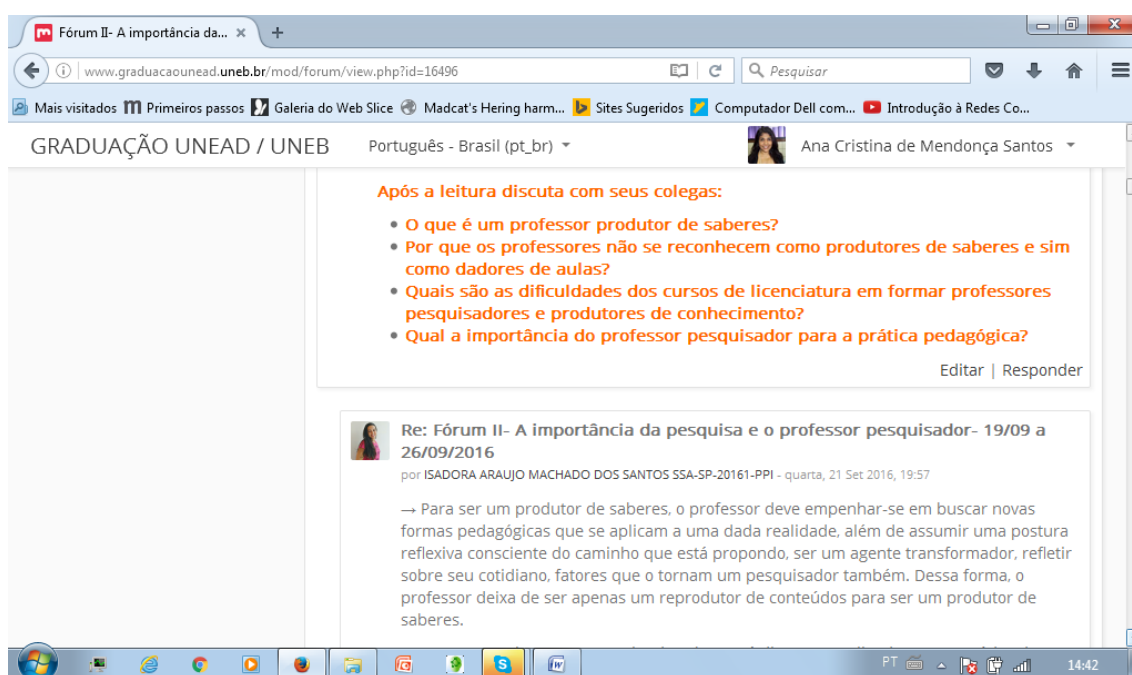 Fórum II- A importância da... ×
www.graduacaounead.uneb.br/mod/forum/view.php?id=16496
Pesquisar
Mais visitados Primeiros passos Galeria do Web Slice Madcat's Hering harm... Sites Sugeridos Computador Dell com... Introdução à Redes Co...
GRADUAÇÃO UNEAD / UNEB Português - Brasil (pt_br) Ana Cristina de Mendonça Santos
Após a leitura discuta com seus colegas:
• O que é um professor produtor de saberes?
• Por que os professores não se reconhecem como produtores de saberes e sim
como dadores de aulas?
• Quais são as dificuldades dos cursos de licenciatura em formar professores
pesquisadores e produtores de conhecimento?
• Qual a importância do professor pesquisador para a prática pedagógica?
Editar | Responder
Re: Fórum II- A importância da pesquisa e o professor pesquisador- 19/09 a
26/09/2016
por ISADORA ARAUJO MACHADO DOS SANTOS SSA-SP-20161-PPI - quarta, 21 Set 2016, 19:57
→ Para ser um produtor de saberes, o professor deve empenhar-se em buscar novas
formas pedagógicas que se aplicam a uma dada realidade, além de assumir uma postura
reflexiva consciente do caminho que está propondo, ser um agente transformador, refletir
sobre seu cotidiano, fatores que o tornam um pesquisador também. Dessa forma, o
professor deixa de ser apenas um reprodutor de conteúdos para ser um produtor de
saberes.
PT 14:42